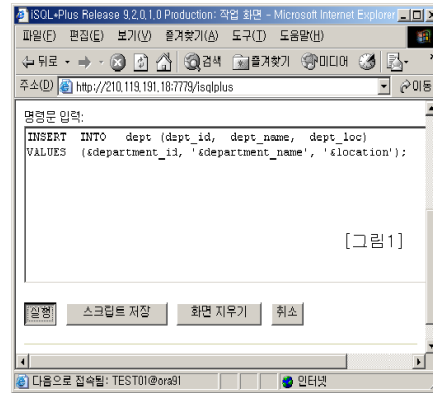 iSQL*Plus Release 9.2.0.1.0 Production: 작업 화면 - Microsoft Internet Explorer
파일(F) 편집(E) 보기(V) 즐겨찾기(A) 도구(T) 도움말(H)
뒤로 검색 즐겨찾기 미디어
주소(D) http://210.119.191.18:7779/isqlplus 이동
명령문 입력:
INSERT INTO dept (dept_id, dept_name, dept_loc)
VALUES (&department_id, '&department_name', '&location');
[그림1]
실행 스크립트 저장 화면 지우기 취소
다음으로 접속됨: TEST01@ora91 인터넷